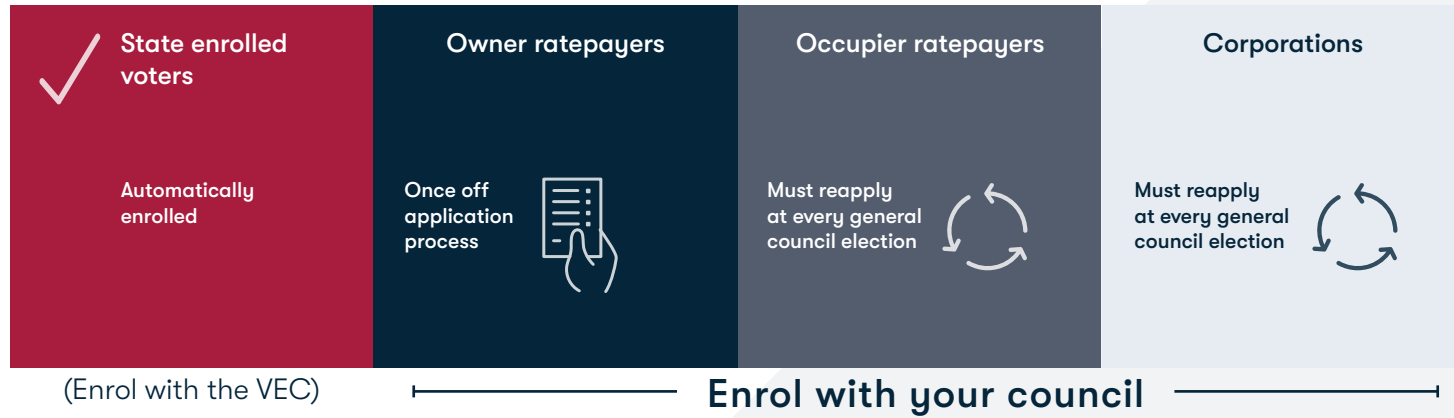 State enrolled
voters
Automatically
enrolled
Owner ratepayers
Once off
application
process
Occupier ratepayers
Must reapply
at every general
council election
Corporations
Must reapply
at every general
council election
(Enrol with the VEC)
Enrol with your council